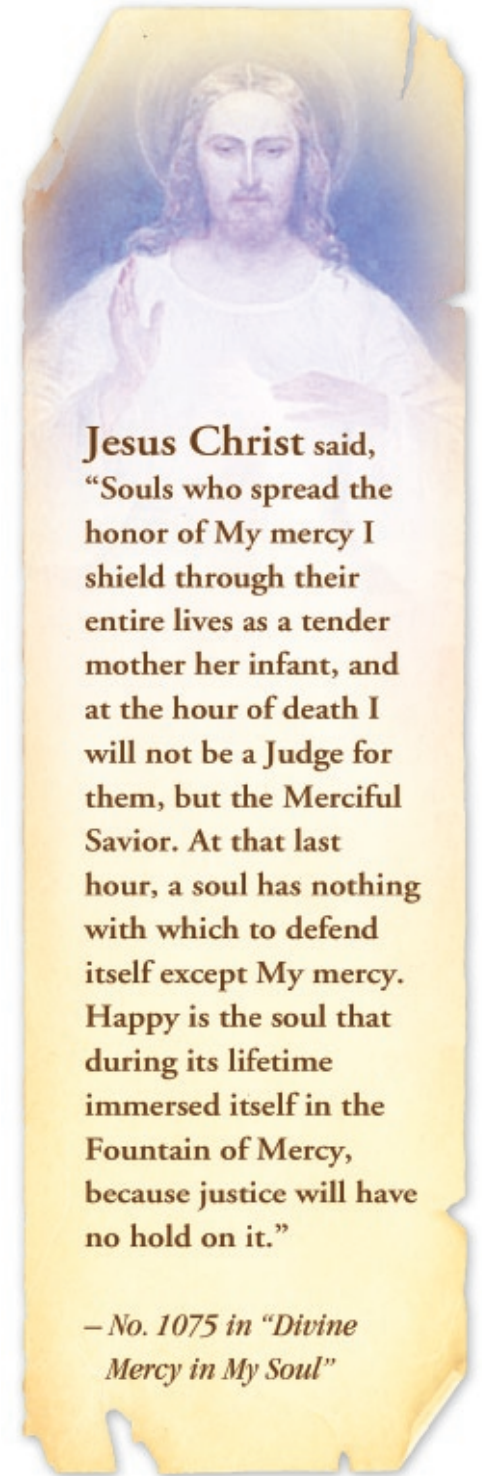 Jesus Christ said,
“Souls who spread the
honor of My mercy I
shield through their
entire lives as a tender
mother her infant, and
at the hour of death I
will not be a Judge for
them, but the Merciful
Savior. At that last
hour, a soul has nothing
with which to defend
itself except My mercy.
Happy is the soul that
during its lifetime
immersed itself in the
Fountain of Mercy,
because justice will have
no hold on it.”
– No. 1075 in “Divine
Mercy in My Soul”